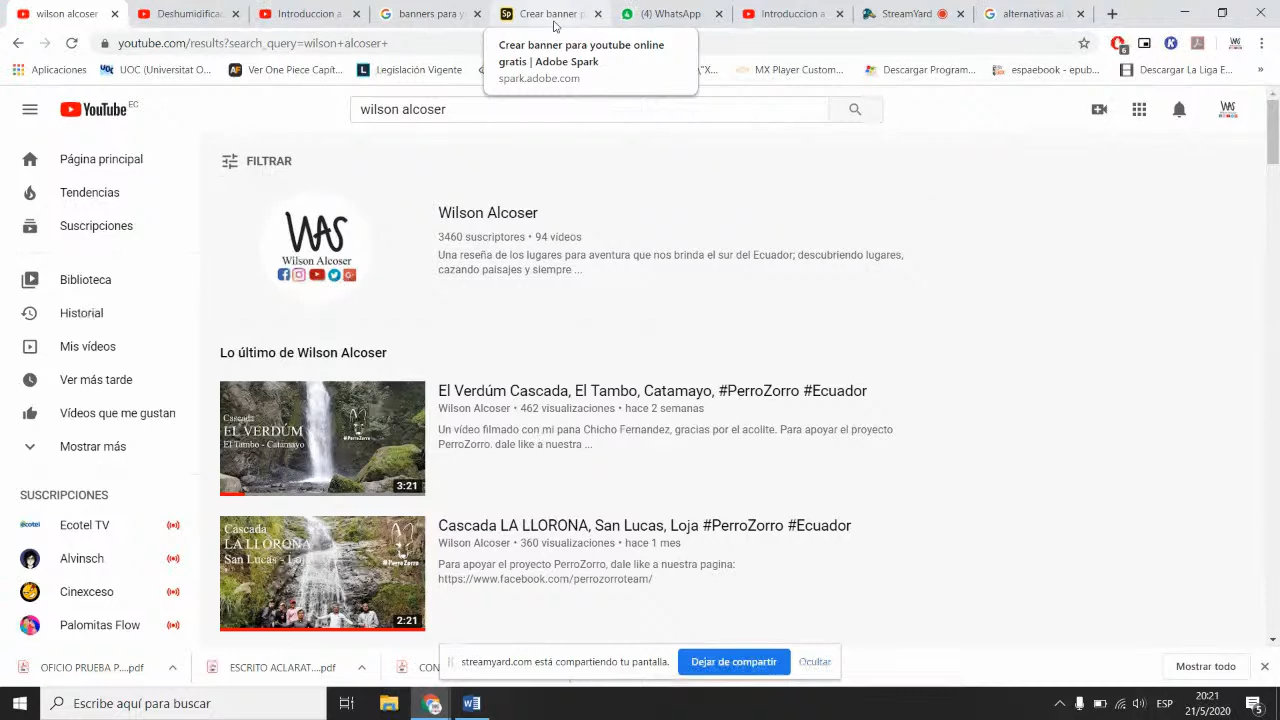 wilson alcoser
Deshumidificac
Introduccion a
banners para y
Crear banner p
(4) WhatsApp
Introduccion a
StreamYard
alternativas al
youtube.com/results?search_query=wilson+alcoser+
Crear banner para youtube online
gratis | Adobe Spark
spark.adobe.com
Aplicaciones
UOC (Universitat O...
Ver One Piece Capít...
Legislación Vigente
MX Player Custom...
Descargar Program...
espaebook - epub...
Descargar La Liga E...
YouTube EC
wilson alcoser
Página principal
Tendencias
Suscripciones
Biblioteca
Historial
Mis vídeos
Ver más tarde
Vídeos que me gustan
Mostrar más
SUSCRIPCIONES
Ecotel TV
Alvinsch
Cinexceso
Palomitas Flow
FILTRAR
WAS
Wilson Alcoser
Wilson Alcoser
3460 suscriptores • 94 vídeos
Una reseña de los lugares para aventura que nos brinda el sur del Ecuador; descubriendo lugares,
cazando paisajes y siempre ...
Lo último de Wilson Alcoser
Cascada
EL VERDÚM
El Tambo - Catamayo
#PerroZorro
3:21
El Verdúm Cascada, El Tambo, Catamayo, #PerroZorro #Ecuador
Wilson Alcoser • 462 visualizaciones • hace 2 semanas
Un vídeo filmado con mi pana Chicho Fernandez, gracias por el acolite. Para apoyar el proyecto
PerroZorro. dale like a nuestra ...
Cascada
LA LLORONA
San Lucas - Loja
#PerroZorro
2:21
Cascada LA LLORONA, San Lucas, Loja #PerroZorro #Ecuador
Wilson Alcoser • 360 visualizaciones • hace 1 mes
Para apoyar el proyecto PerroZorro, dale like a nuestra pagina:
https://www.facebook.com/perrozorroteam/
streamyard.com está compartiendo tu pantalla.
Dejar de compartir
Ocultar
OFICIO PRUEBA P....pdf
ESCRITO ACLARAT....pdf
CON
Mostrar todo
Escribe aquí para buscar
ESP
20:21
21/5/2020
5